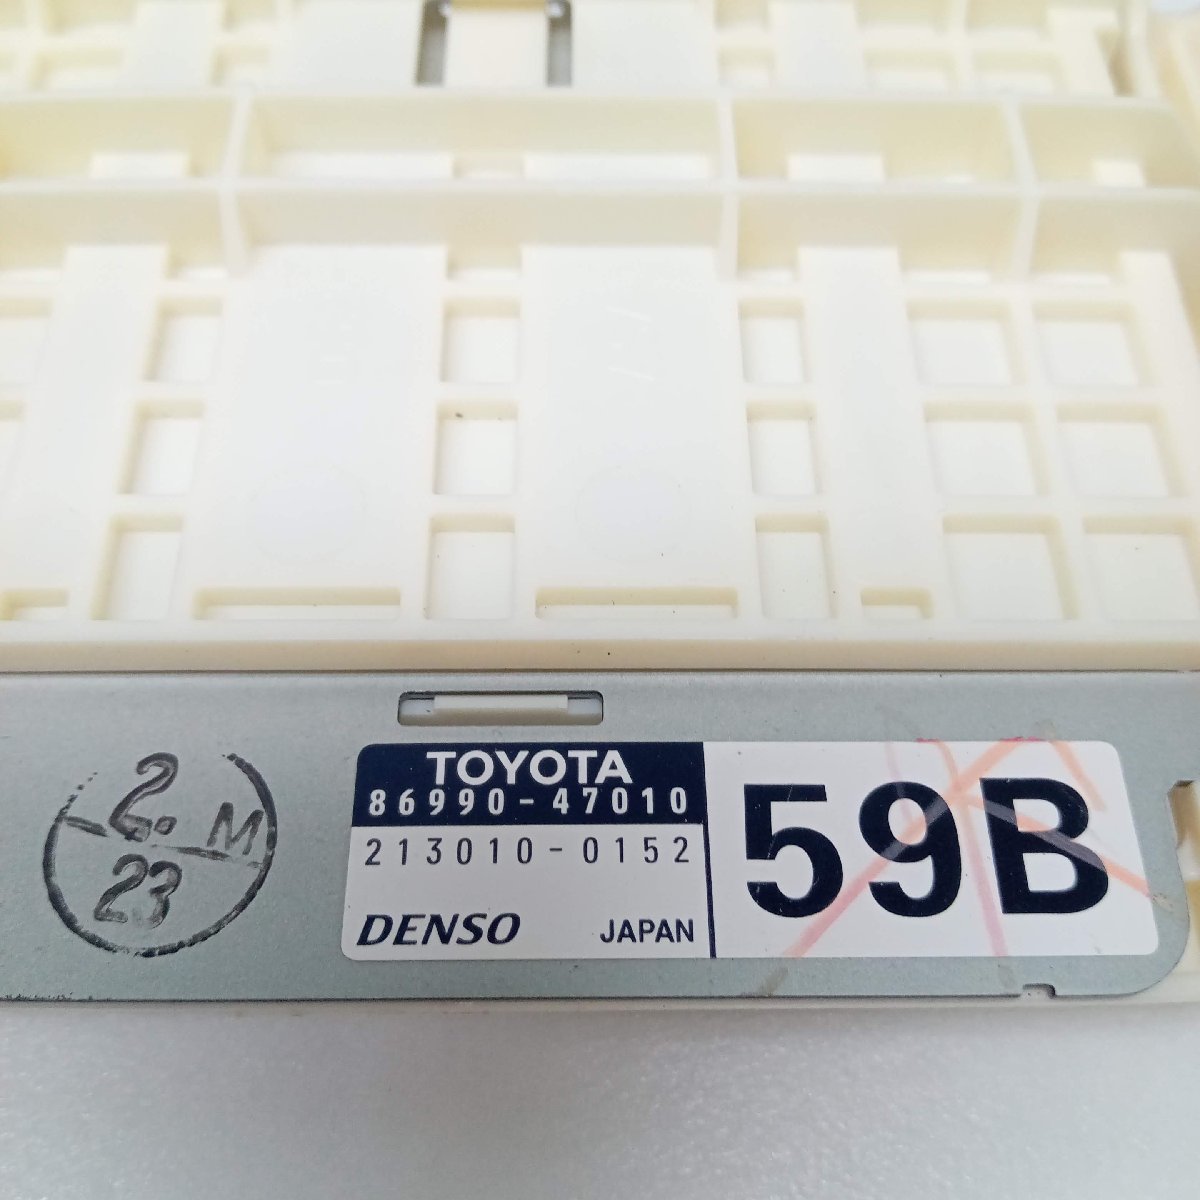 TOYOTA
86990-47010
213010-0152
DENSO JAPAN
59B
2. M
23